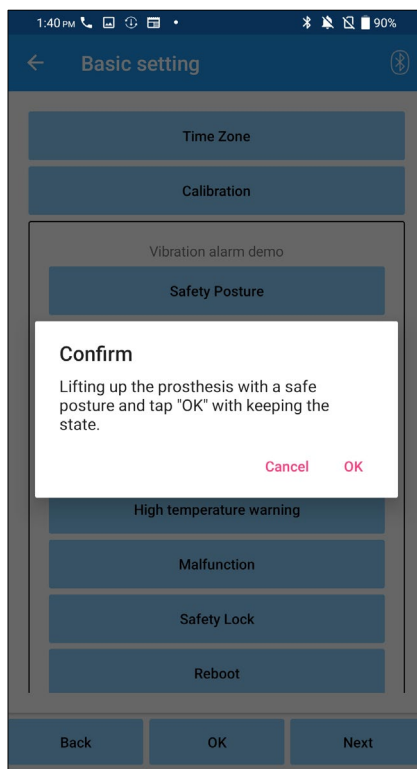 1:40 PM 90%
Basic setting
Time Zone
Calibration
Vibration alarm demo
Safety Posture
Confirm
Lifting up the prosthesis with a safe
posture and tap "OK" with keeping the
state.
Cancel OK
High temperature warning
Malfunction
Safety Lock
Reboot
Back OK Next